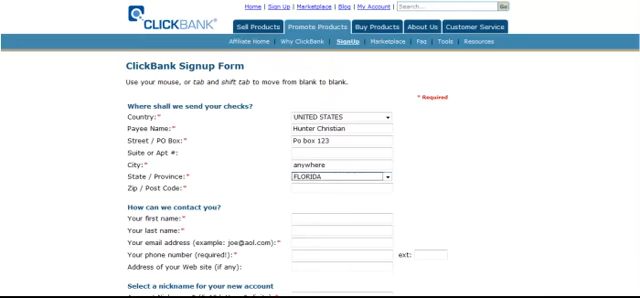 Home | Sign Up | Marketplace | Blog | My Account | Search... Go
CLICKBANK®
Sell Products Promote Products Buy Products About Us Customer Service
Affiliate Home | Why ClickBank | SignUp | Marketplace | Faq | Tools | Resources
ClickBank Signup Form
Use your mouse, or tab and shift tab to move from blank to blank.
* Required
Where shall we send your checks?
Country:* UNITED STATES
Payee Name:* Hunter Christian
Street / PO Box:* Po box 123
Suite or Apt #:
City:* anywhere
State / Province:* FLORIDA
Zip / Post Code:*
How can we contact you?
Your first name:*
Your last name:*
Your email address (example: joe@aol.com):*
Your phone number (required!):* ext:
Address of your Web site (if any):
Select a nickname for your new account